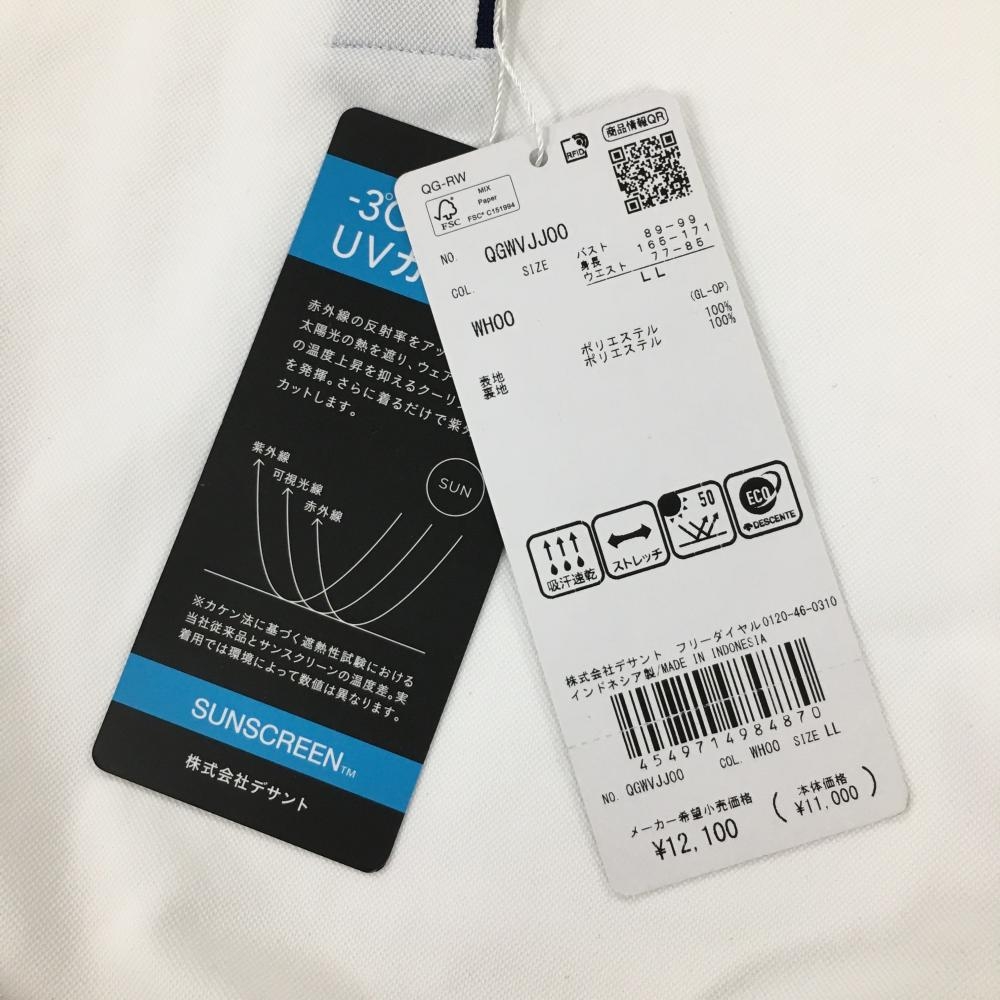 -3℃
UVカ
赤外線の反射率をアッ
太陽光の熱を遮り、ウェア
の温度上昇を抑えるクーリ
を発揮。さらに着るだけで紫外
カットします。
紫外線
可視光線
赤外線
SUN
※カケン法に基づく遮熱性試験における
当社従来品とサンスクリーンの温度差。実
着用では環境によって数値は異なります。
SUNSCREEN™
株式会社デサント
QG-RW
FSC
MIX
Paper
FSC® C151994
RFID
商品情報QR
NO. QGWVJJ00
SIZE
バスト 89-99
身長 165-171
ウエスト 77-85
LL
COL.
WH00
(GL-OP)
表地 ポリエステル 100%
裏地 ポリエステル 100%
吸汗速乾
ストレッチ
50
ECO
DESCENTE
株式会社デサント フリーダイヤル0120-46-0310
インドネシア製/MADE IN INDONESIA
4549714984870
NO. QGWVJJ00 COL. WH00 SIZE LL
メーカー希望小売価格 (本体価格
¥12,100 ¥11,000)